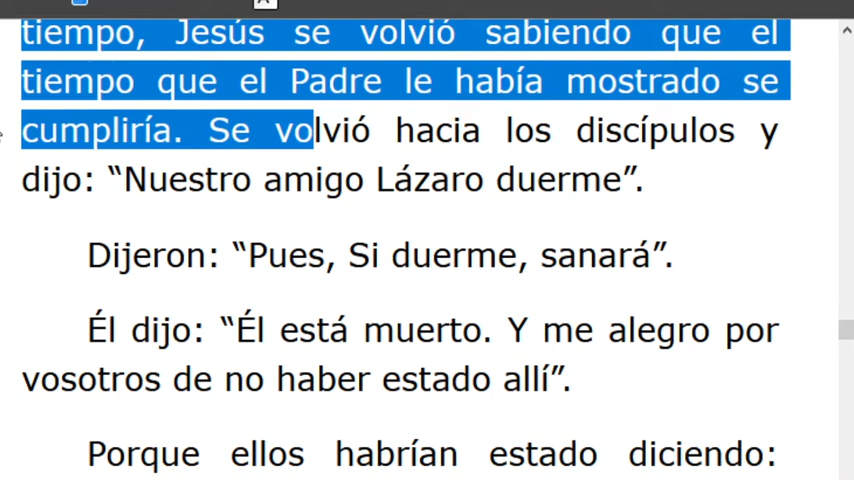 tiempo, Jesús se volvió sabiendo que el
tiempo que el Padre le había mostrado se
cumpliría. Se volvió hacia los discípulos y
dijo: “Nuestro amigo Lázaro duerme”.
Dijeron: “Pues, Si duerme, sanará”.
Él dijo: “Él está muerto. Y me alegro por
vosotros de no haber estado allí”.
Porque ellos habrían estado diciendo: